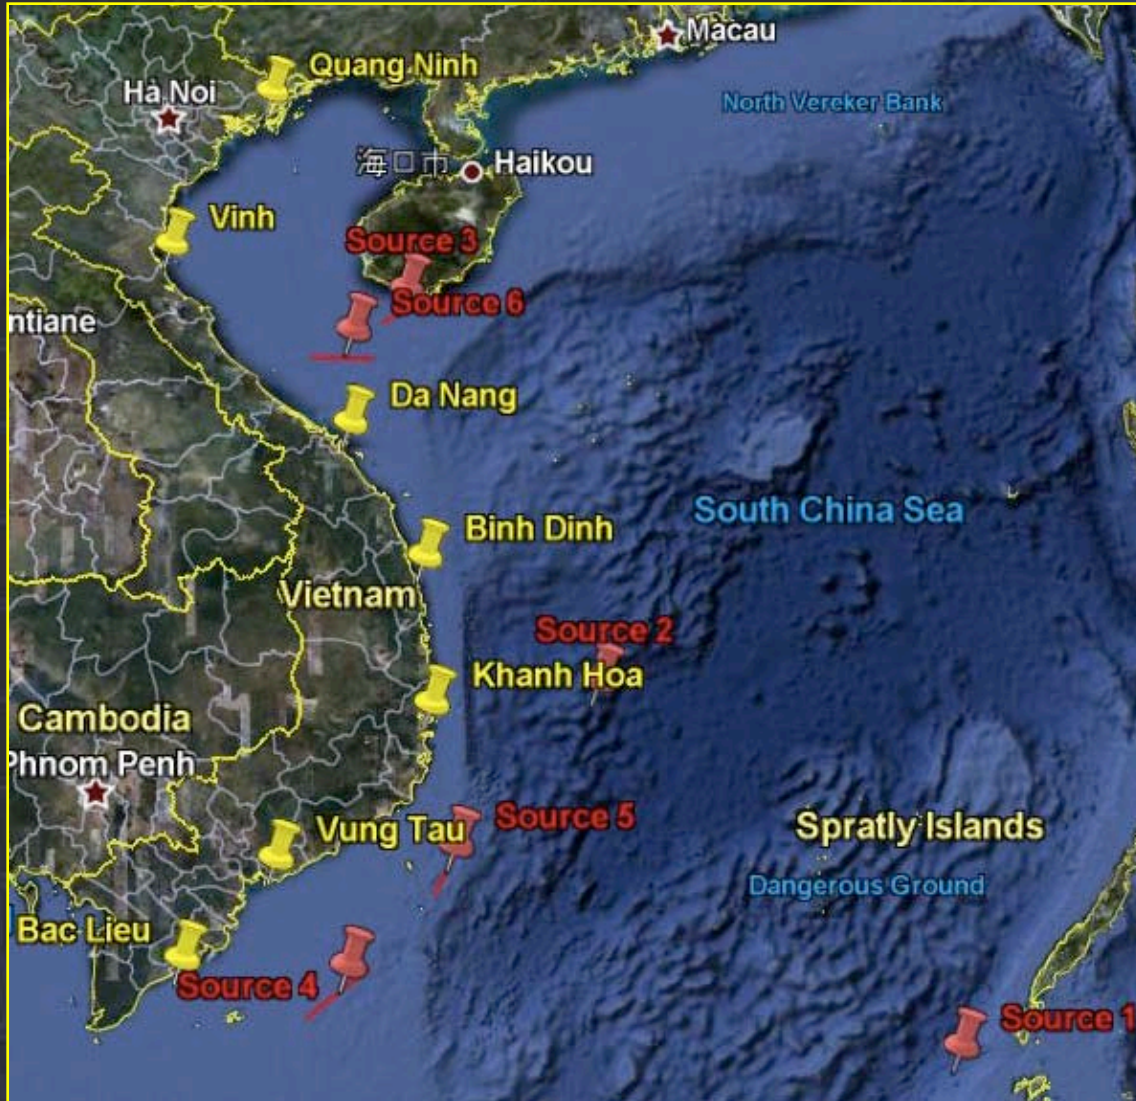 Macau
Quang Ninh
Hà Noi
North Vereker Bank
海口市
Haikou
Vinh
Source 3
Source 6
ntiane
Da Nang
South China Sea
Binh Dinh
Vietnam
Source 2
Khanh Hoa
Cambodia
Phnom Penh
Source 5
Vung Tau
Spratly Islands
Dangerous Ground
Bac Lieu
Source 4
Source 1